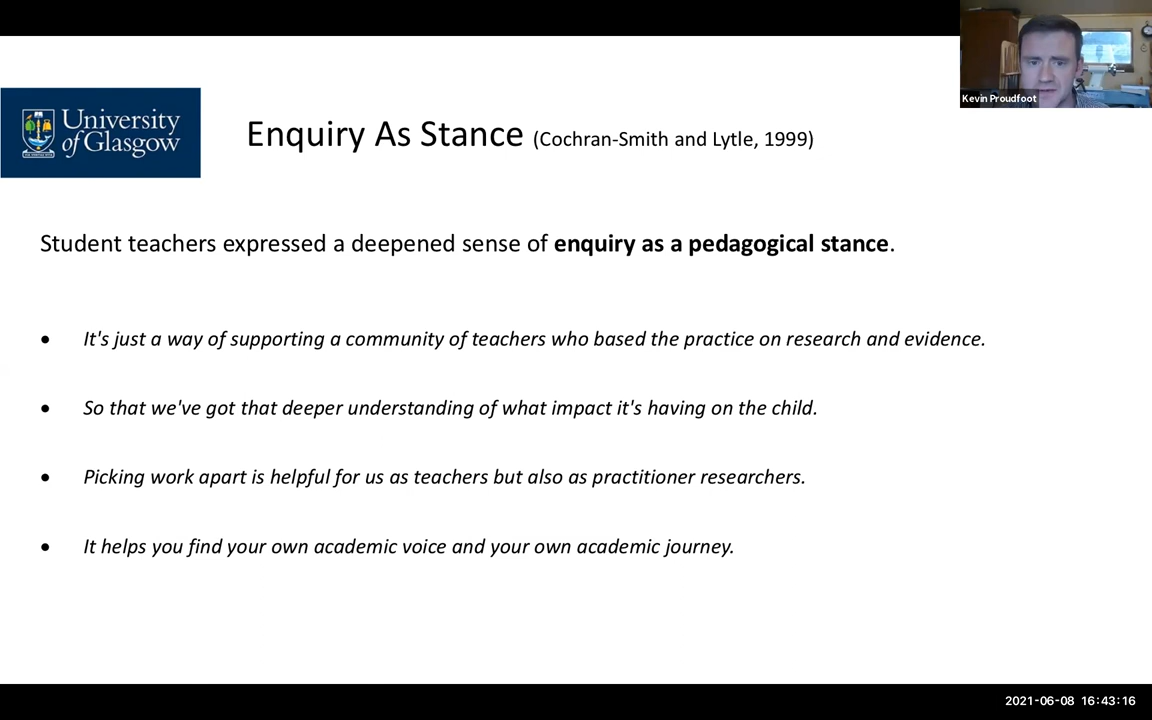 Kevin Proudfoot
University
of Glasgow
Enquiry As Stance (Cochran-Smith and Lytle, 1999)
Student teachers expressed a deepened sense of enquiry as a pedagogical stance.
• It's just a way of supporting a community of teachers who based the practice on research and evidence.
• So that we've got that deeper understanding of what impact it's having on the child.
• Picking work apart is helpful for us as teachers but also as practitioner researchers.
• It helps you find your own academic voice and your own academic journey.
2021-06-08 16:43:16